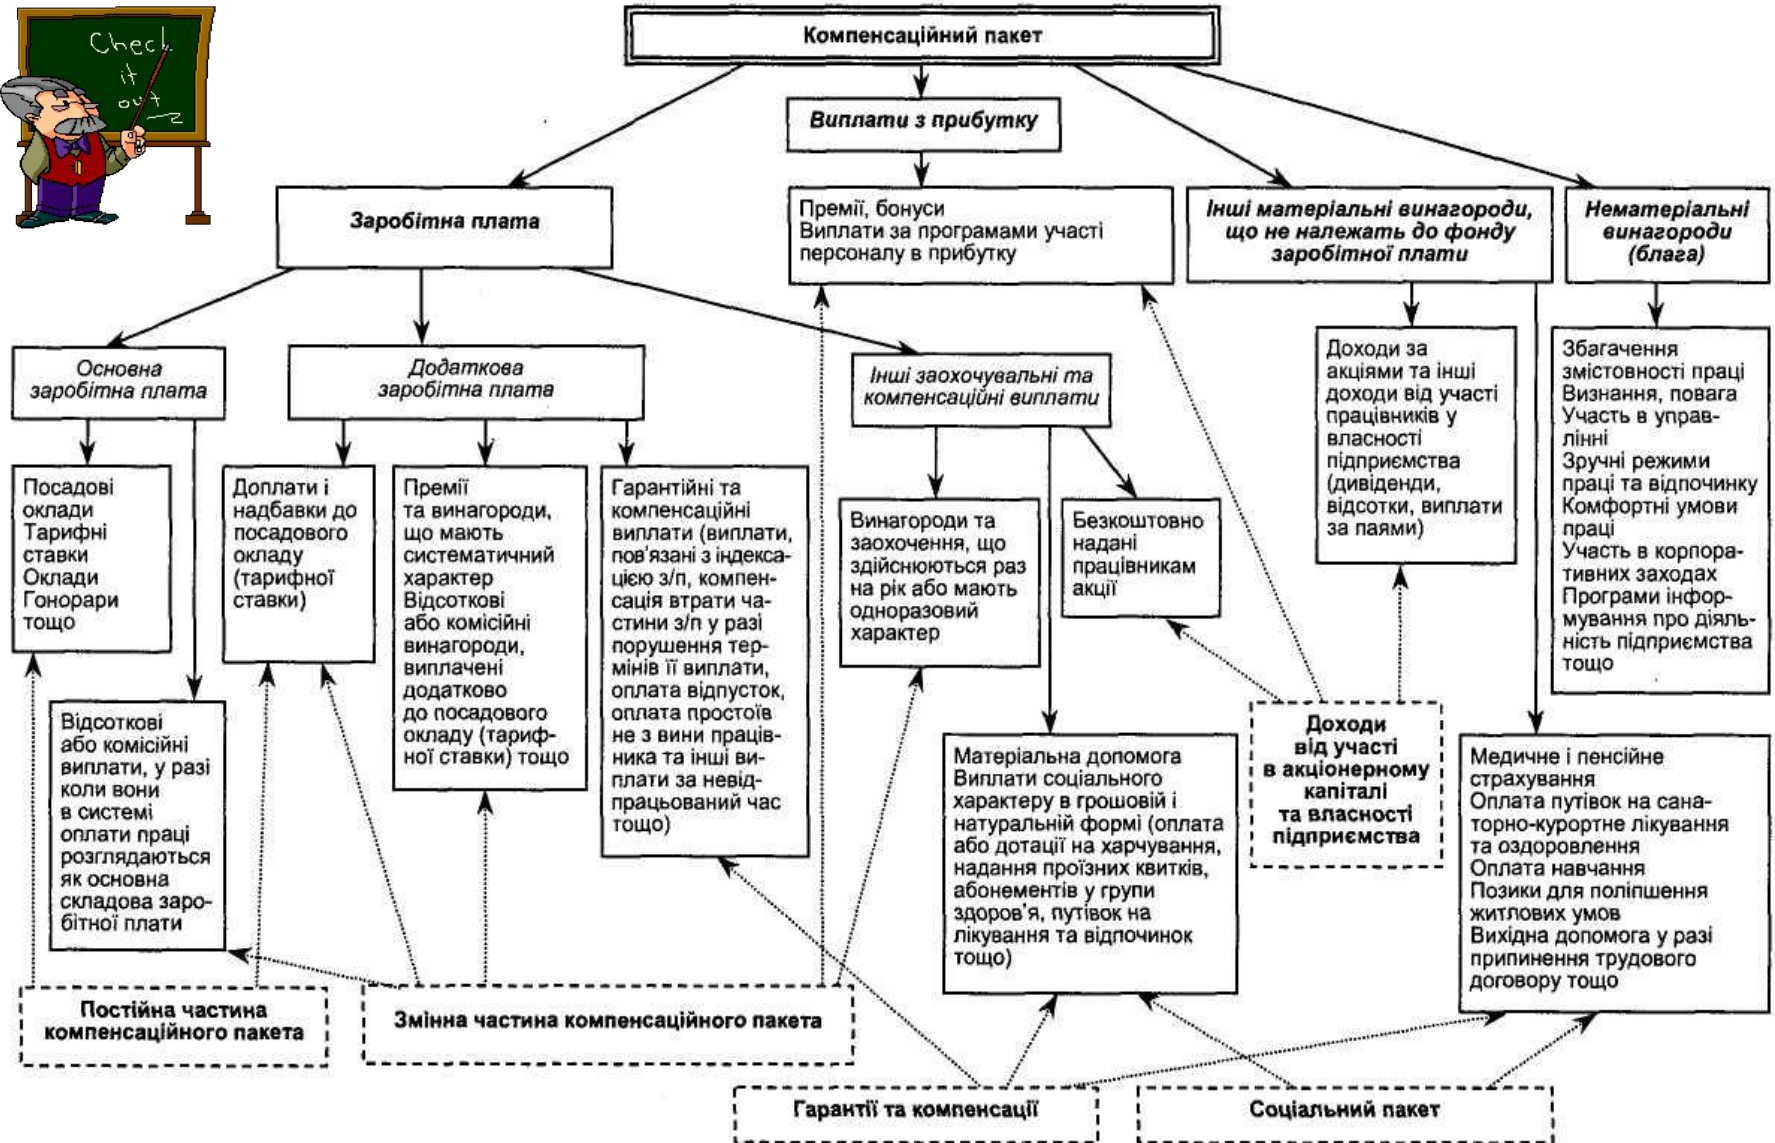 Check
it
out
Компенсаційний пакет
Виплати з прибутку
Заробітна плата
Премії, бонуси
Виплати за програмами участі
персоналу в прибутку
Інші матеріальні винагороди,
що не належать до фонду
заробітної плати
Нематеріальні
винагороди
(блага)
Основна
заробітна плата
Додаткова
заробітна плата
Інші заохочувальні та
компенсаційні виплати
Доходи за
акціями та інші
доходи від участі
працівників у
власності
підприємства
(дивіденди,
відсотки, виплати
за паями)
Збагачення
змістовності праці
Визнання, повага
Участь в управ-
лінні
Зручні режими
праці та відпочинку
Комфортні умови
праці
Участь в корпора-
тивних заходах
Програми інфор-
мування про діяль-
ність підприємства
тощо
Посадові
оклади
Тарифні
ставки
Оклади
Гонорари
тощо
Доплати і
надбавки до
посадового
окладу
(тарифної
ставки)
Премії
та винагороди,
що мають
систематичний
характер
Відсоткові
або комісійні
винагороди,
виплачені
додатково
до посадового
окладу (тариф-
ної ставки) тощо
Гарантійні та
компенсаційні
виплати (виплати,
пов'язані з індекса-
цією з/п, компен-
сація втрати ча-
стини з/п у разі
порушення тер-
мінів її виплати,
оплата відпусток,
оплата простоїв
не з вини праців-
ника та інші ви-
плати за невід-
працьований час
тощо)
Винагороди та
заохочення, що
здійснюються раз
на рік або мають
одноразовий
характер
Безкоштовно
надані
працівникам
акції
Відсоткові
або комісійні
виплати, у разі
коли вони
в системі
оплати праці
розглядаються
як основна
складова заро-
бітної плати
Матеріальна допомога
Виплати соціального
характеру в грошовій і
натуральній формі (оплата
або дотації на харчування,
надання проїзних квитків,
абонементів у групи
здоров'я, путівок на
лікування та відпочинок
тощо)
Доходи
від участі
в акціонерному
капіталі
та власності
підприємства
Медичне і пенсійне
страхування
Оплата путівок на сана-
торно-курортне лікування
та оздоровлення
Оплата навчання
Позики для поліпшення
житлових умов
Вихідна допомога у разі
припинення трудового
договору тощо
Постійна частина
компенсаційного пакета
Змінна частина компенсаційного пакета
Гарантії та компенсації
Соціальний пакет